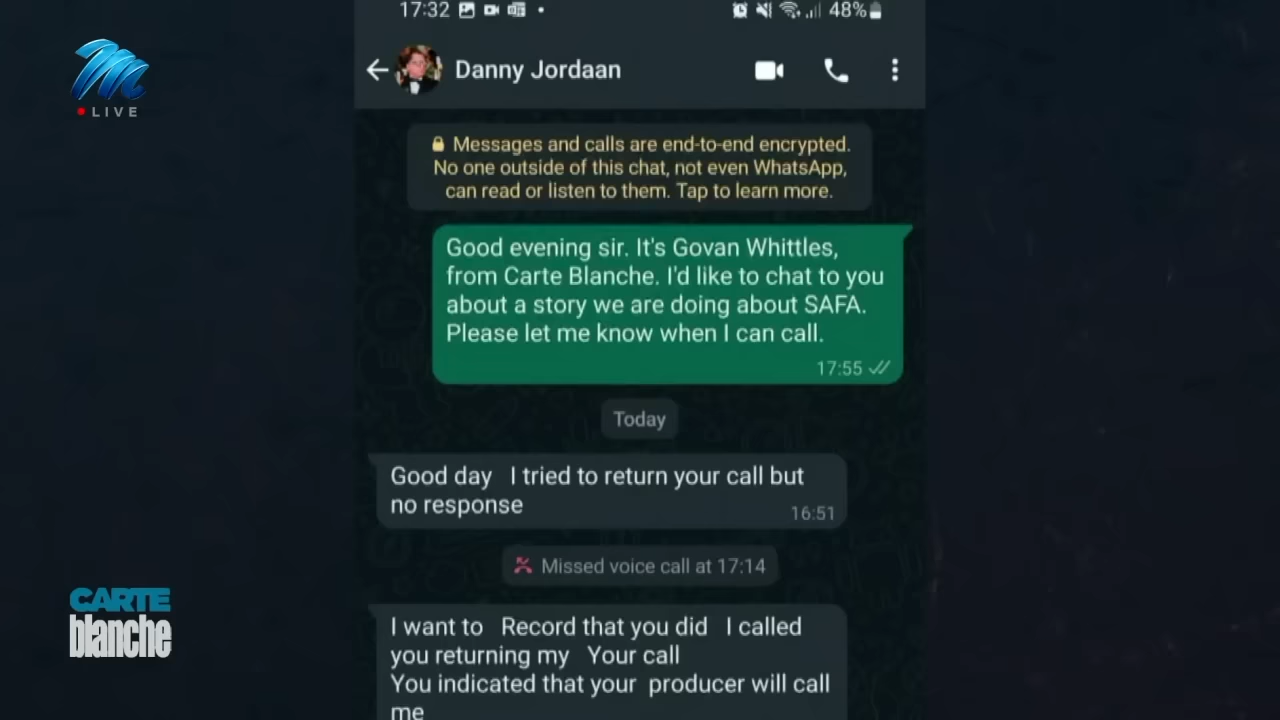 17:32
48%
LIVE
Danny Jordaan
Messages and calls are end-to-end encrypted.
No one outside of this chat, not even WhatsApp,
can read or listen to them. Tap to learn more.
Good evening sir. It's Govan Whittles,
from Carte Blanche. I'd like to chat to you
about a story we are doing about SAFA.
Please let me know when I can call.
17:55
Today
Good day   I tried to return your call but
no response
16:51
Missed voice call at 17:14
I want to   Record that you did   I called
you returning my   Your call
You indicated that your  producer will call
me
CARTE
blanche